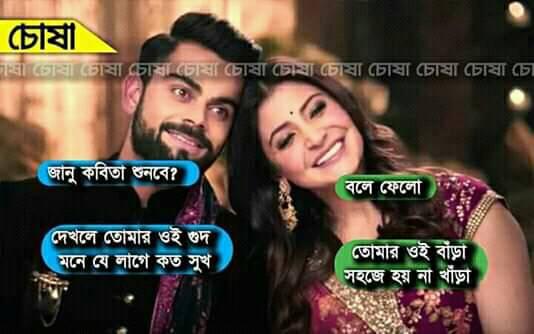 চোষা
চোষা চোষা চোষা চোষা চোষা চোষা চোষা চোষা চোষা চোষা
জানু কবিতা শুনবে?
বলে ফেলো
দেখলে তোমার ওই গুদ
মনে যে লাগে কত সুখ
তোমার ওই বাঁড়া
সহজে হয় না খাঁড়া